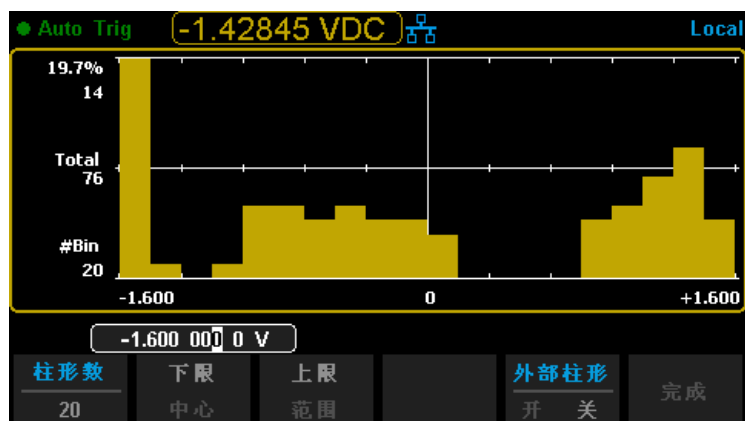 Auto Trig -1.42845 VDC Local
19.7%
14
Total
76
#Bin
20
-1.600 0 +1.600
-1.600 000 0 V
柱形数 下限 上限 外部柱形 完成
20 中心 范围 开 关